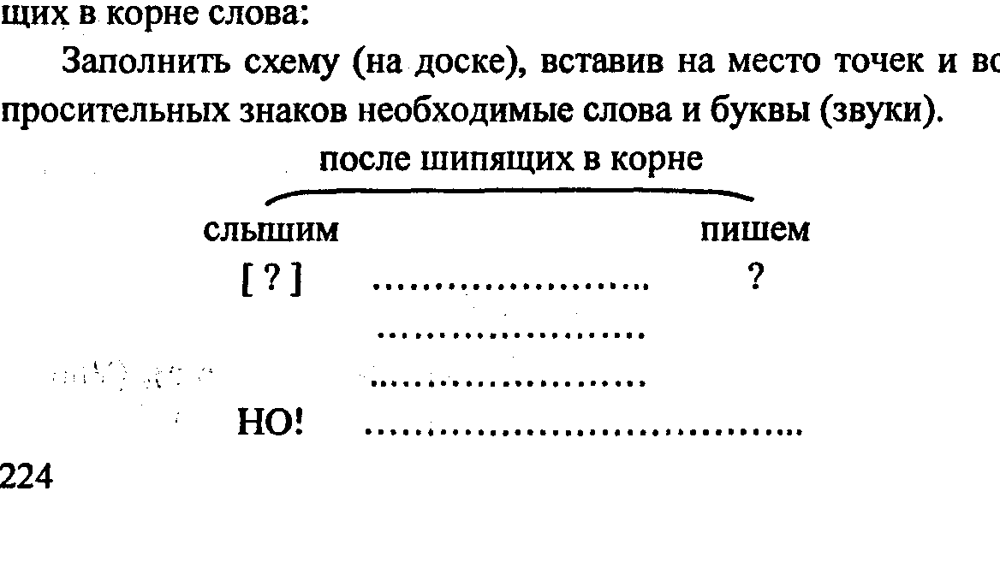 щих в корне слова:
Заполнить схему (на доске), вставив на место точек и во
просительных знаков необходимые слова и буквы (звуки).
после шипящих в корне
слышим пишем
[ ? ] ........................ ?
.......................
.......................
НО! ....................................
224